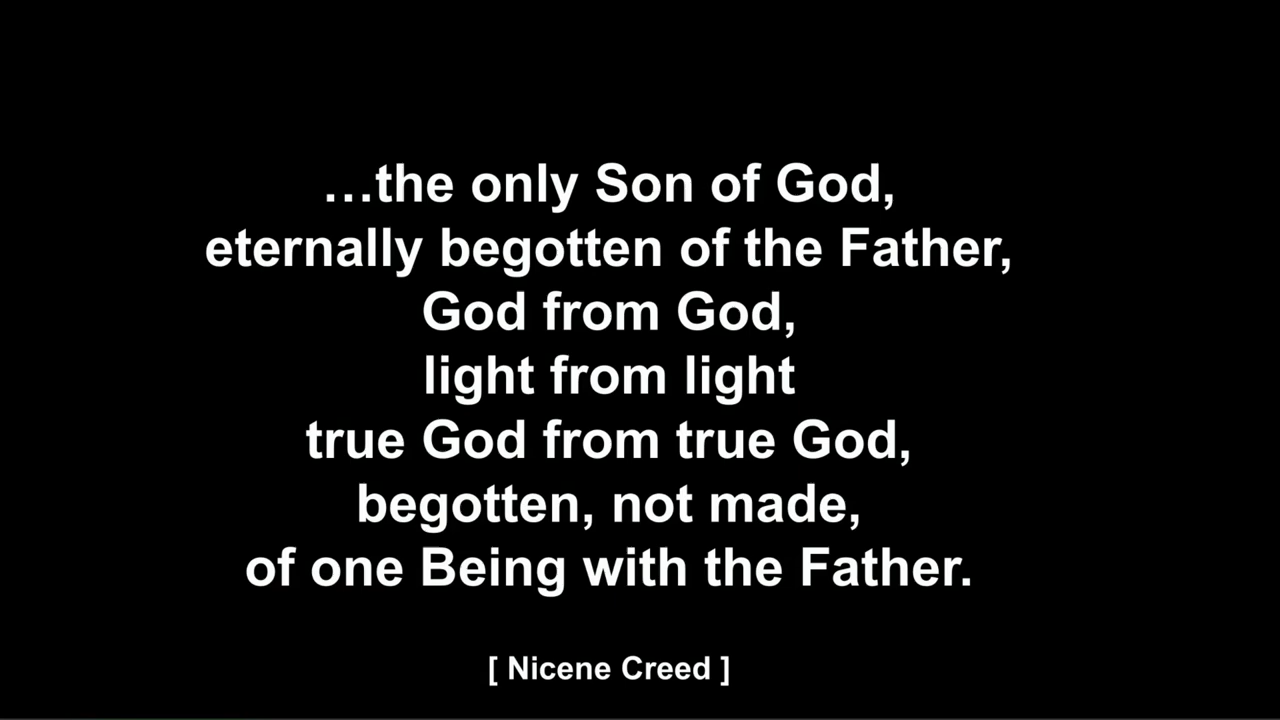 …the only Son of God,
eternally begotten of the Father,
God from God,
light from light
true God from true God,
begotten, not made,
of one Being with the Father.
[ Nicene Creed ]